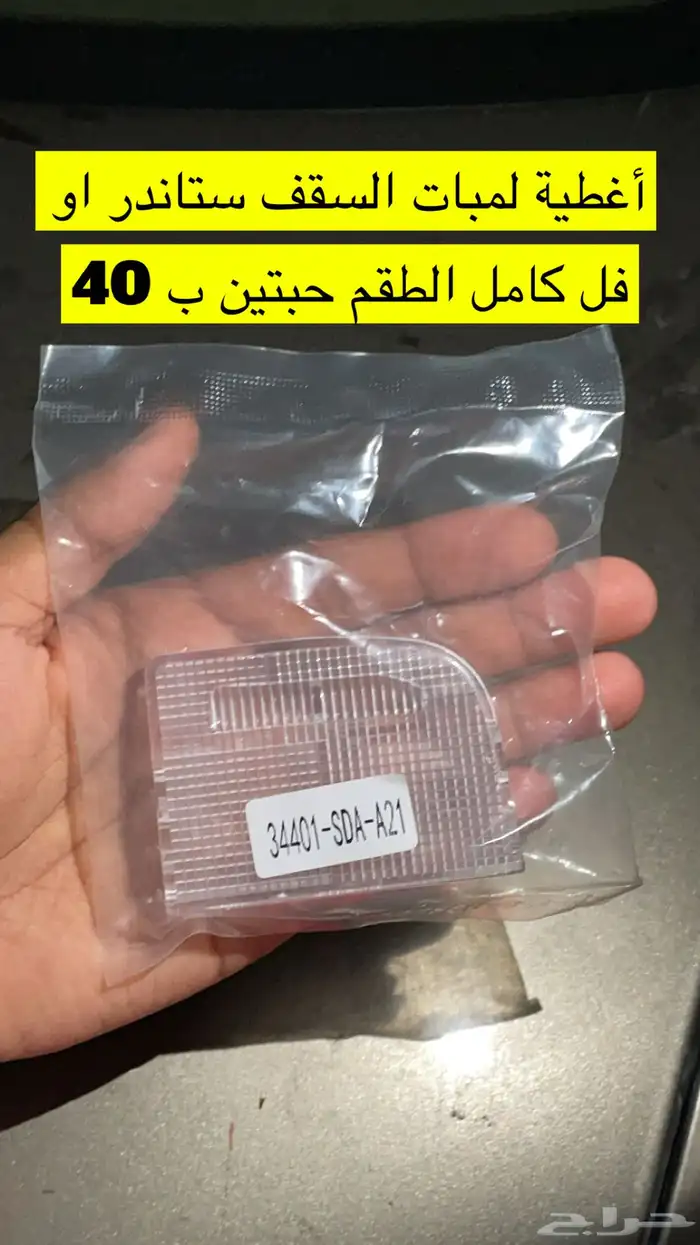 أغطية لمبات السقف ستاندر او
فل كامل الطقم حبتين ب 40
34401-SDA-A21
حراج